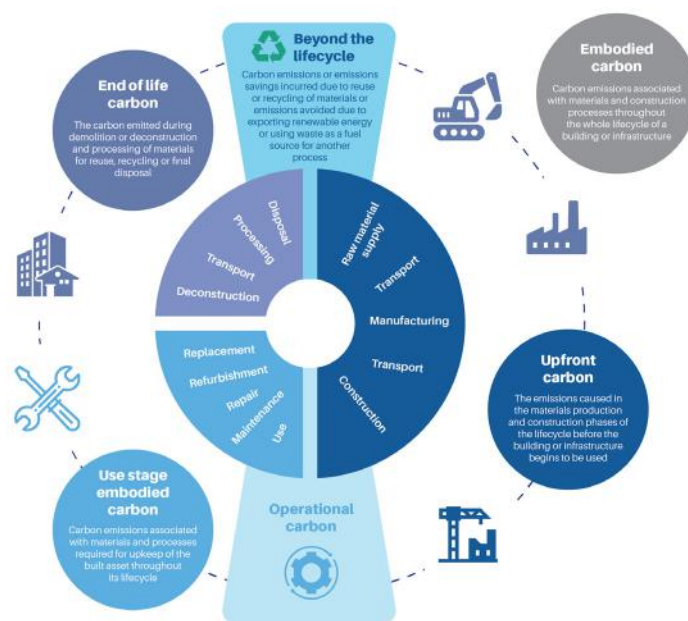 Beyond the
lifecycle
Carbon emissions or emissions
savings incurred due to reuse
or recycling of materials or
emissions avoided due to
exporting renewable energy
or using waste as a fuel
source for another
process
Embodied
carbon
Carbon emissions associated
with materials and construction
processes throughout
the whole lifecycle of a
building or infrastructure
End of life
carbon
The carbon emitted during
demolition or deconstruction
and processing of materials
for reuse, recycling or final
disposal
Disposal
Processing
Transport
Deconstruction
Raw material
supply
Transport
Manufacturing
Transport
Construction
Replacement
Refurbishment
Repair
Maintenance
Use
Upfront
carbon
The emissions caused in
the materials production
and construction phases of
the lifecycle before the
building or infrastructure
begins to be used
Use stage
embodied
carbon
Carbon emissions associated
with materials and processes
required for upkeep of the
built asset throughout
its lifecycle
Operational
carbon